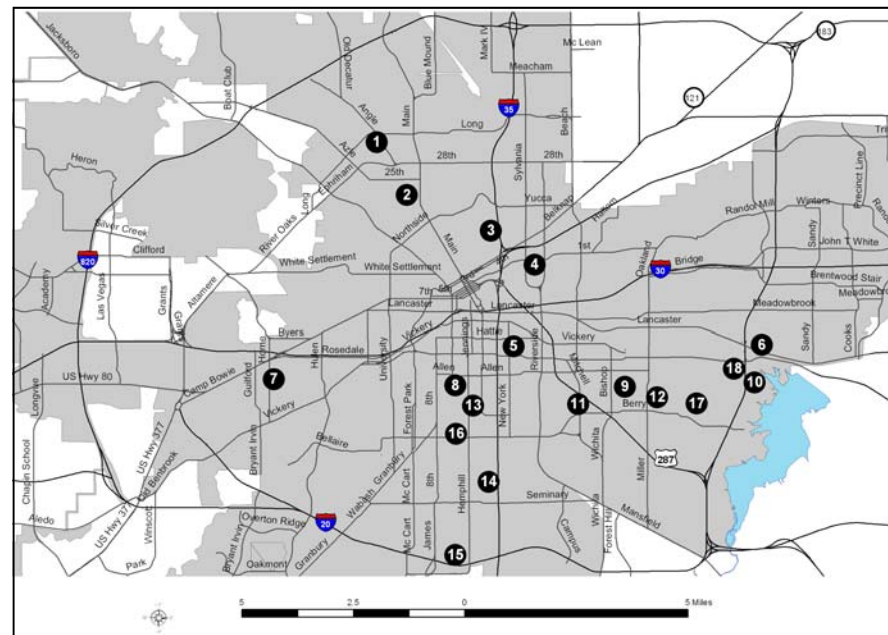 Jacksboro
Boat Club
Old Decatur
Blue Mound
Mark IV
Mc Lean
183
Meacham
121
35
Angle
Main
Long
Beach
1
Azle
28th
28th
Sylvania
Heron
25th
Ephriham
Long
2
Yucca
Belknap
Precinct Line
Randol Mill
Winters
River Oaks
Northside
3
Silver Creek
Clifford
820
Main
1st
Oakland
Bridge
Sandy
John T White
White Settlement
White Settlement
4
30
Academy
Las Vegas
Grants
Altamere
7th
Brentwood Stair
Lancaster
Lancaster
Meadowbrook
Byers
Vickery
Jennings
Hattie
Riverside
Vickery
Lancaster
Sandy
Cooks
Rosedale
Hulen
University
5
Mitchell
6
Longvue
US Hwy 80
Camp Bowie
Guilford
Home
7
Allen
Allen
Bishop
18
8
9
10
Vickery
Forest Park
8th
13
New York
11
Berry
12
17
Chapin School
US Hwy 377
Old Benbrook
Bryant Irvin
Bellaire
16
Wichita
Miller
287
Wabash
Granbury
Mc Cart
8th
Hemphill
14
Seminary
Aledo
US Hwy 377
Winscott
Overton Ridge
20
Wichita
Mansfield
Bryant Irvin
Granbury
Mc Cart
James
Campus
Park
Oakmont
15
5
2.5
0
5 Miles